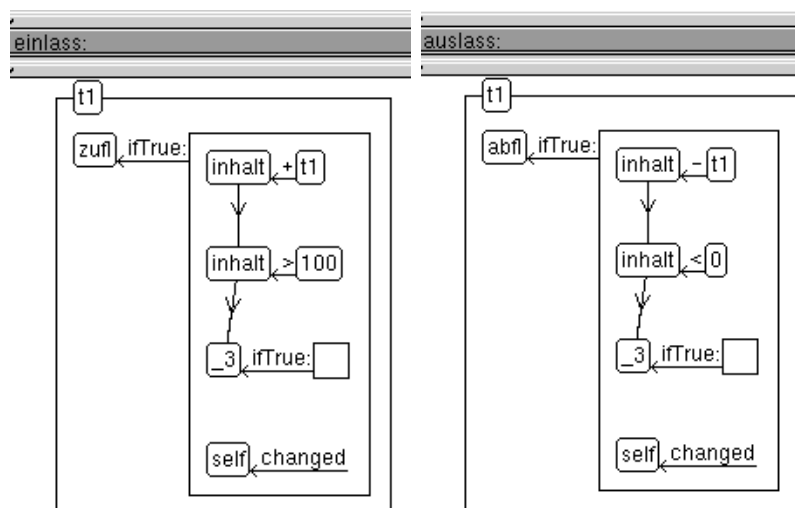 einlass:
t1
zufl ifTrue:
inhalt + t1
inhalt > 100
_3 ifTrue:
self changed
auslass:
t1
abfl ifTrue:
inhalt - t1
inhalt < 0
_3 ifTrue:
self changed